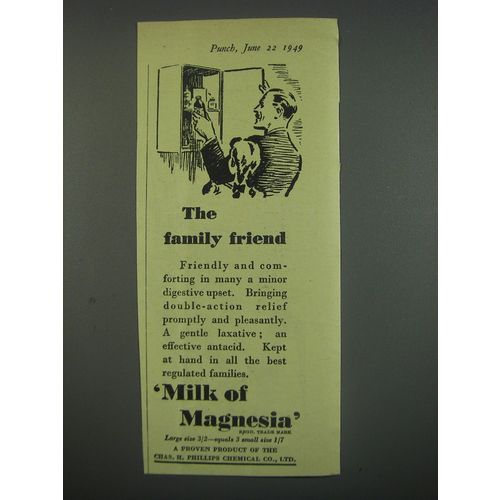 Punch, June 22 1949
The
family friend
Friendly and com-
forting in many a minor
digestive upset. Bringing
double-action relief
promptly and pleasantly.
A gentle laxative; an
effective antacid. Kept
at hand in all the best
regulated families.
‘Milk of
Magnesia’
REGD. TRADE MARK
Large size 3/2—equals 3 small size 1/7
A PROVEN PRODUCT OF THE
CHAS. H. PHILLIPS CHEMICAL CO., LTD.